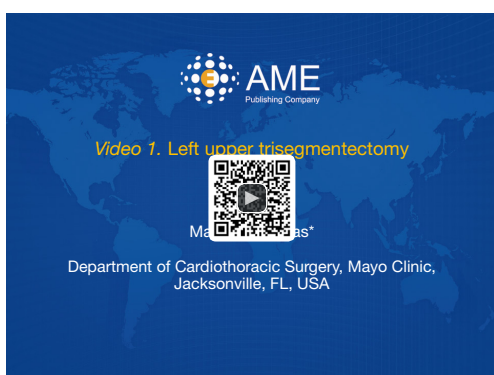 E AME
Publishing Company
Video 1. Left upper trisegmentectomy
Department of Cardiothoracic Surgery, Mayo Clinic,
Jacksonville, FL, USA